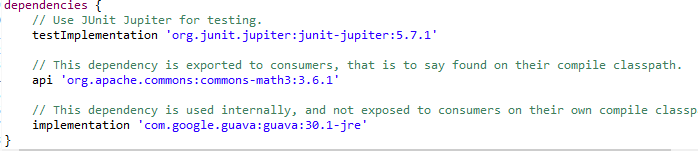 dependencies {
// Use JUnit Jupiter for testing.
testImplementation 'org.junit.jupiter:junit-jupiter:5.7.1'
// This dependency is exported to consumers, that is to say found on their compile classpath.
api 'org.apache.commons:commons-math3:3.6.1'
// This dependency is used internally, and not exposed to consumers on their own compile classp
implementation 'com.google.guava:guava:30.1-jre'
}